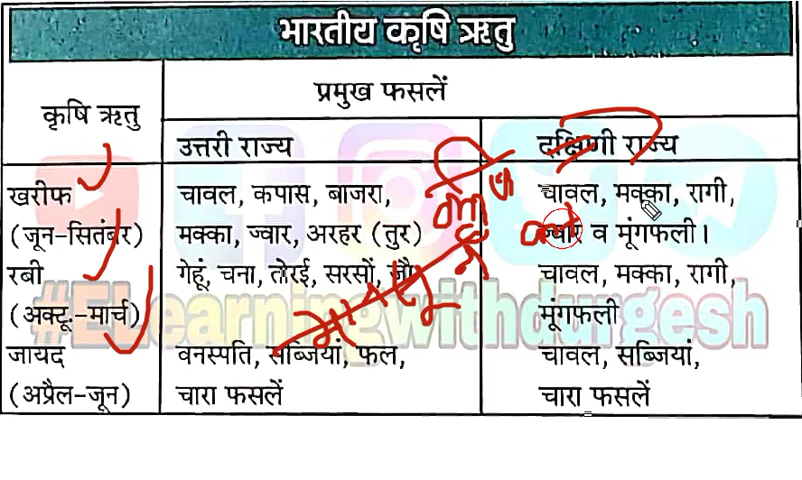 भारतीय कृषि ऋतु
कृषि ऋतु
प्रमुख फसलें
उत्तरी राज्य
दक्षिणी राज्य
खरीफ
(जून-सितंबर)
चावल, कपास, बाजरा,
मक्का, ज्वार, अरहर (तुर)
चावल, मक्का, रागी,
ज्वार व मूंगफली।
रबी
(अक्टू.-मार्च)
गेहूं, चना, तोरई, सरसों, जौ
चावल, मक्का, रागी,
मूंगफली
जायद
(अप्रैल-जून)
वनस्पति, सब्जियां, फल,
चारा फसलें
चावल, सब्जियां,
चारा फसलें
#ELearningwithdurgesh